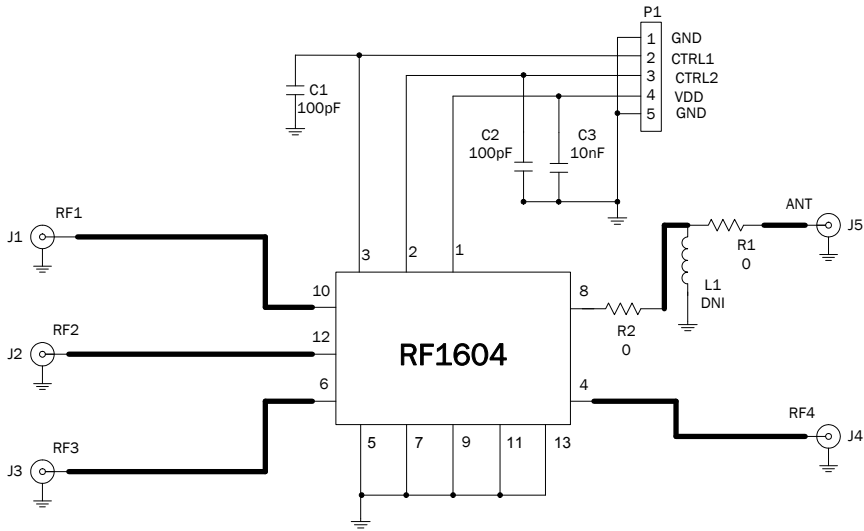 P1
1 GND
2 CTRL1
3 CTRL2
4 VDD
5 GND
C1
100pF
C2
100pF
C3
10nF
RF1
J1
ANT
J5
R1
0
L1
DNI
3
2
1
10
8
R2
0
RF2
J2
12
RF1604
6
4
RF3
J3
RF4
J4
5
7
9
11
13